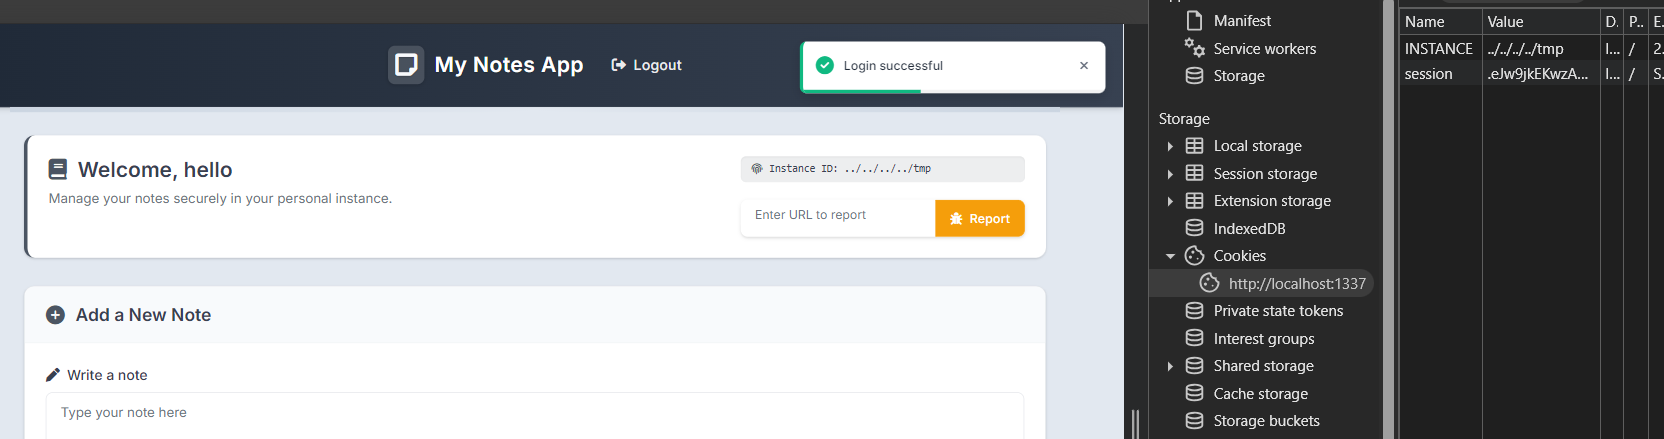 My Notes App
Logout
Login successful
Welcome, hello
Manage your notes securely in your personal instance.
Instance ID: ../../../../tmp
Enter URL to report
Report
Add a New Note
Write a note
Type your note here
Manifest
Service workers
Storage
Storage
Local storage
Session storage
Extension storage
IndexedDB
Cookies
http://localhost:1337
Private state tokens
Interest groups
Shared storage
Cache storage
Storage buckets
Name Value D. P.. E.
INSTANCE ../../../../tmp l... / 2.
session .eJw9jkEKwzA... l... / S.